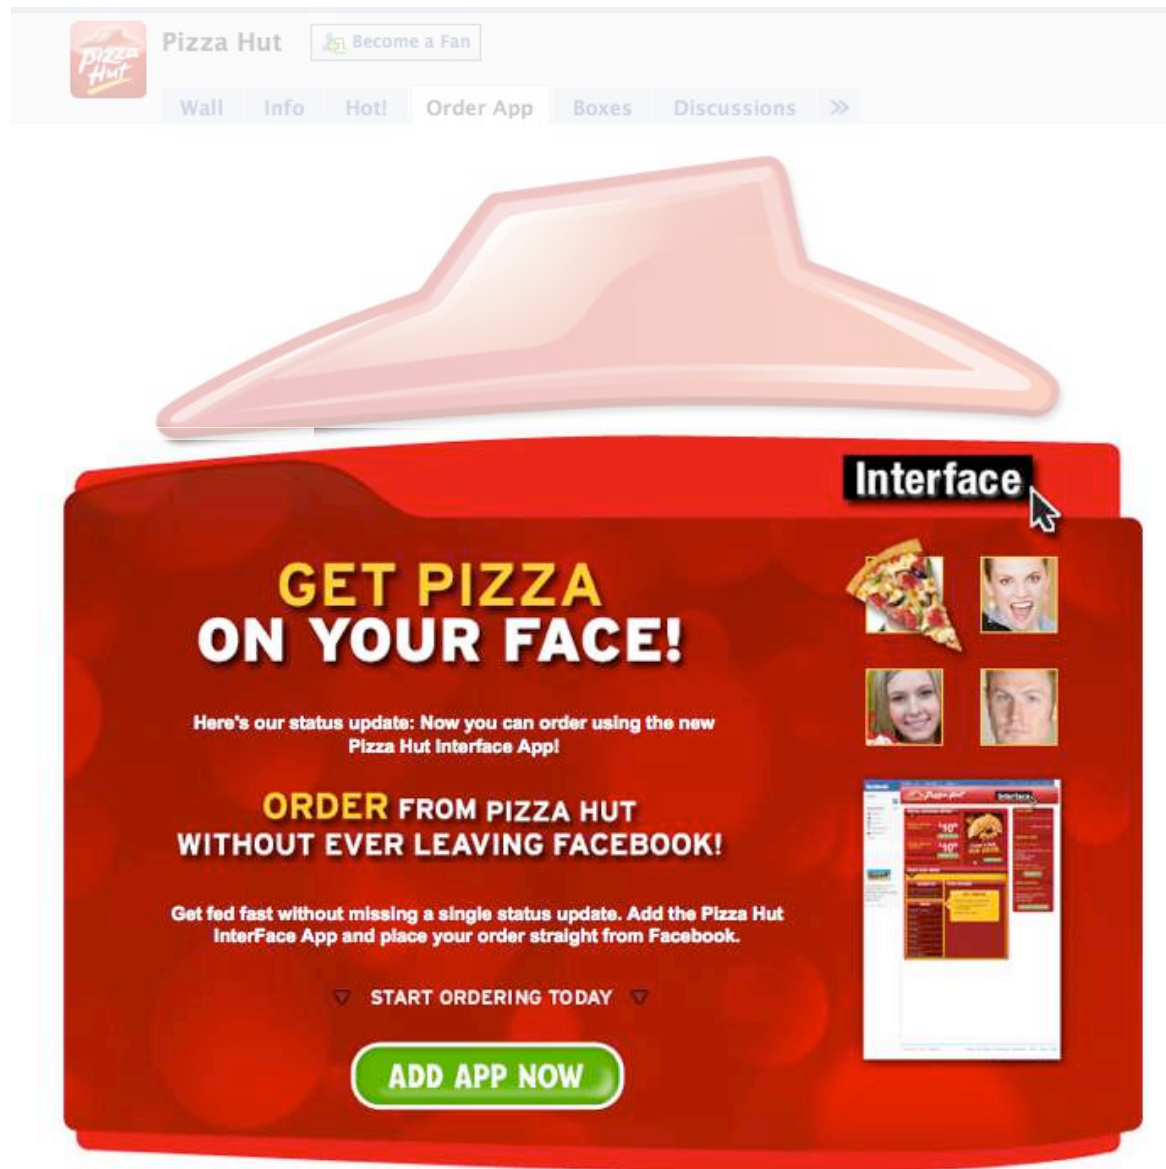 Pizza Hut
Become a Fan
Pizza Hut
Wall Info Hot! Order App Boxes Discussions »
Interface
GET PIZZA
ON YOUR FACE!
Here's our status update: Now you can order using the new
Pizza Hut Interface App!
ORDER FROM PIZZA HUT
WITHOUT EVER LEAVING FACEBOOK!
Get fed fast without missing a single status update. Add the Pizza Hut
InterFace App and place your order straight from Facebook.
START ORDERING TODAY
ADD APP NOW
Pizza Hut
Interface